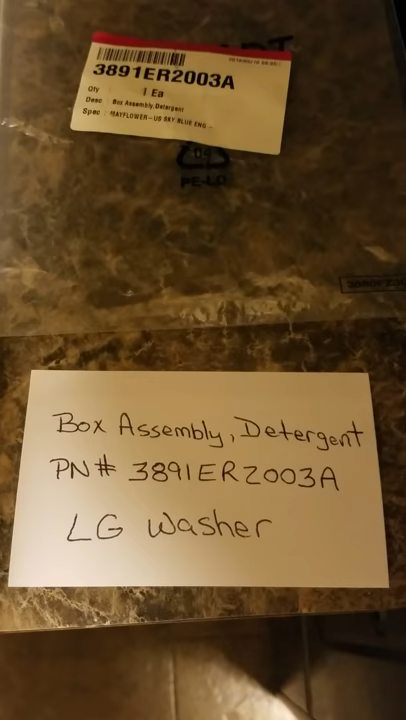 3891ER2003A
Qty 1 Ea
Desc Box Assembly,Detergent
Spec : MAYFLOWER-US SKY BLUE ENG -
04
PE-LD
Box Assembly, Detergent
PN# 3891ER2003A
LG Washer